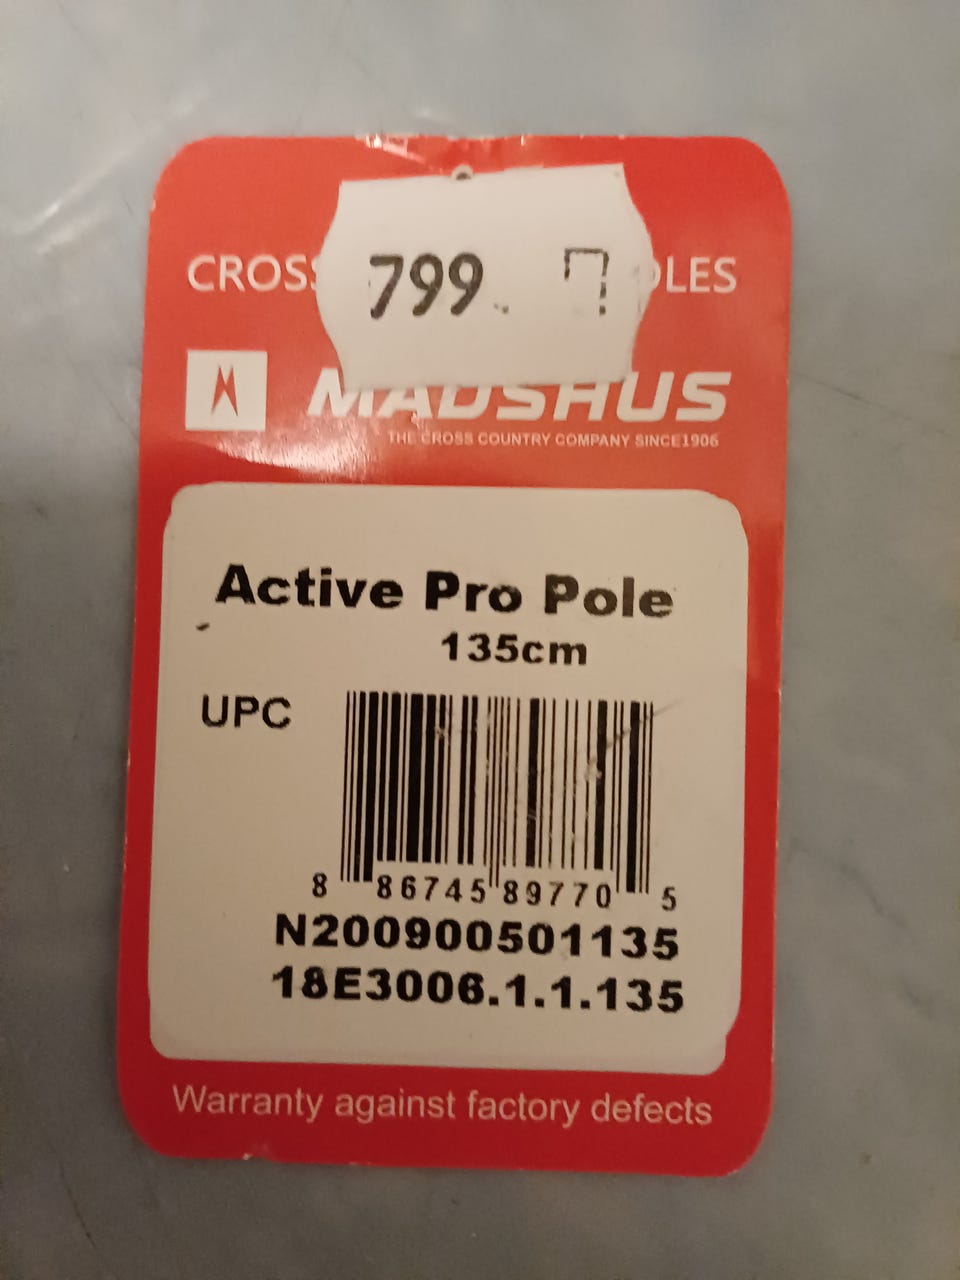 799
CROSS OLES
MADSHUS
THE CROSS COUNTRY COMPANY SINCE1906
Active Pro Pole
135cm
UPC
8 86745 89770 5
N200900501135
18E3006.1.1.135
Warranty against factory defects